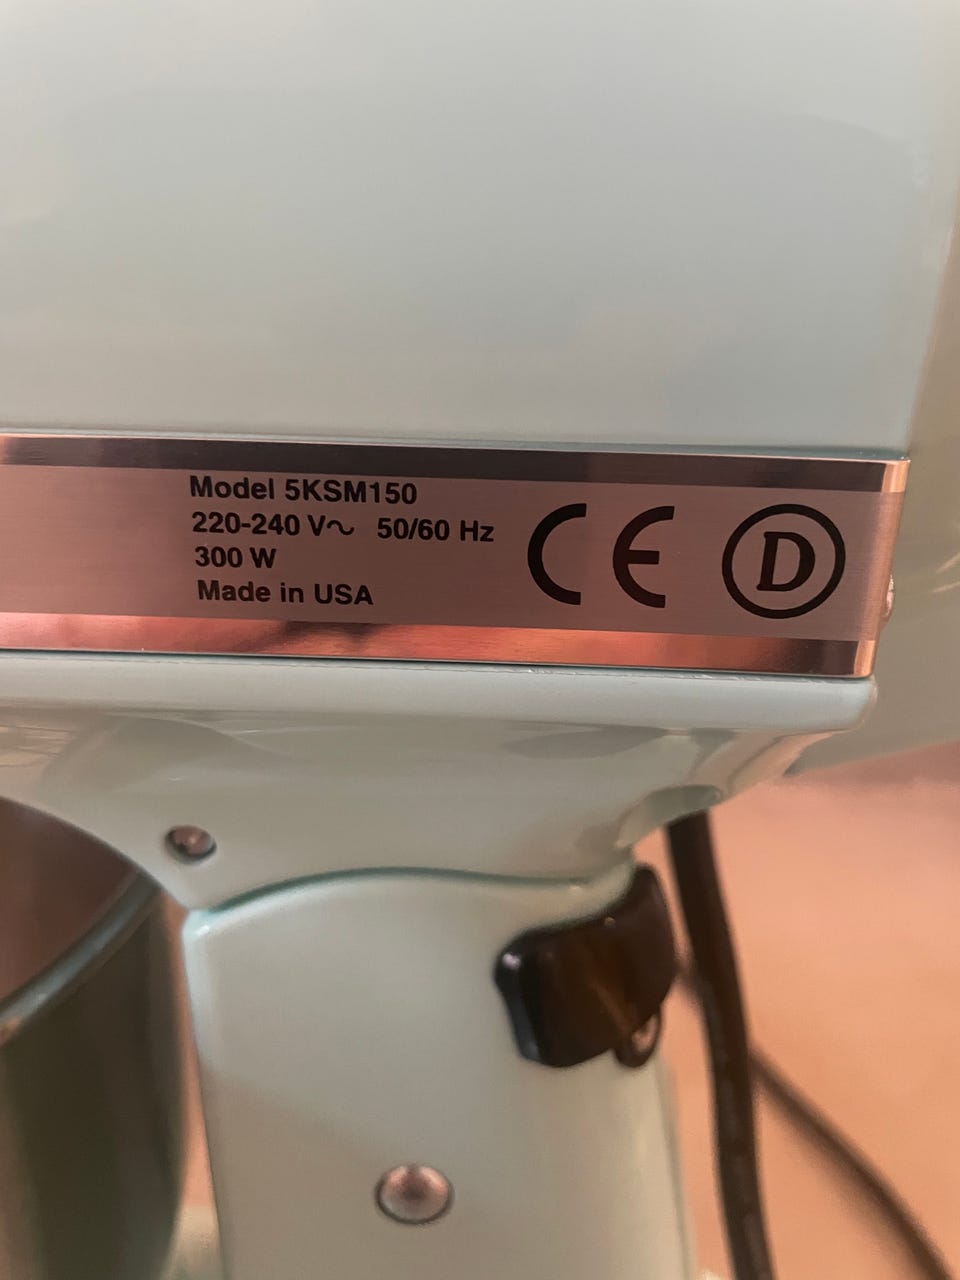 Model 5KSM150
220-240 V~ 50/60 Hz
300 W
Made in USA
CE
D